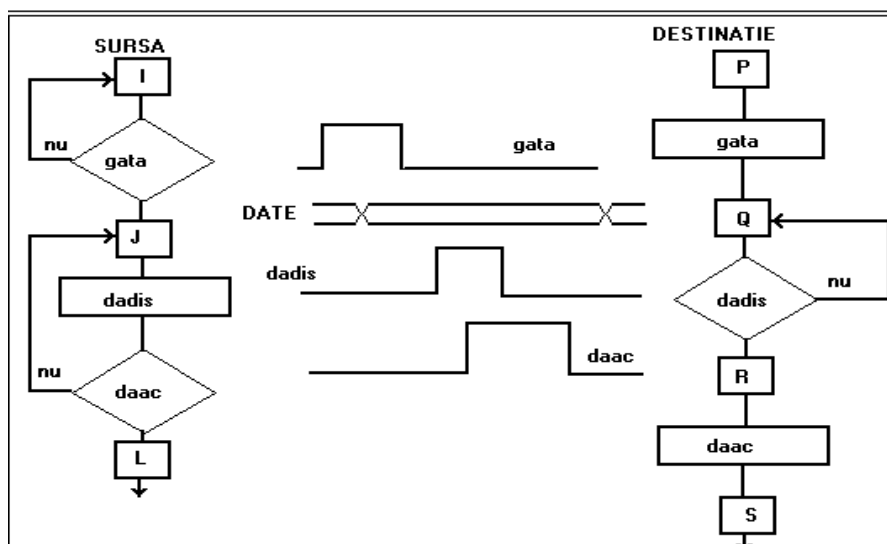 SURSA
I
nu
gata
J
dadis
nu
daac
L
gata
DATE
dadis
daac
DESTINATIE
P
gata
Q
dadis
nu
R
daac
S